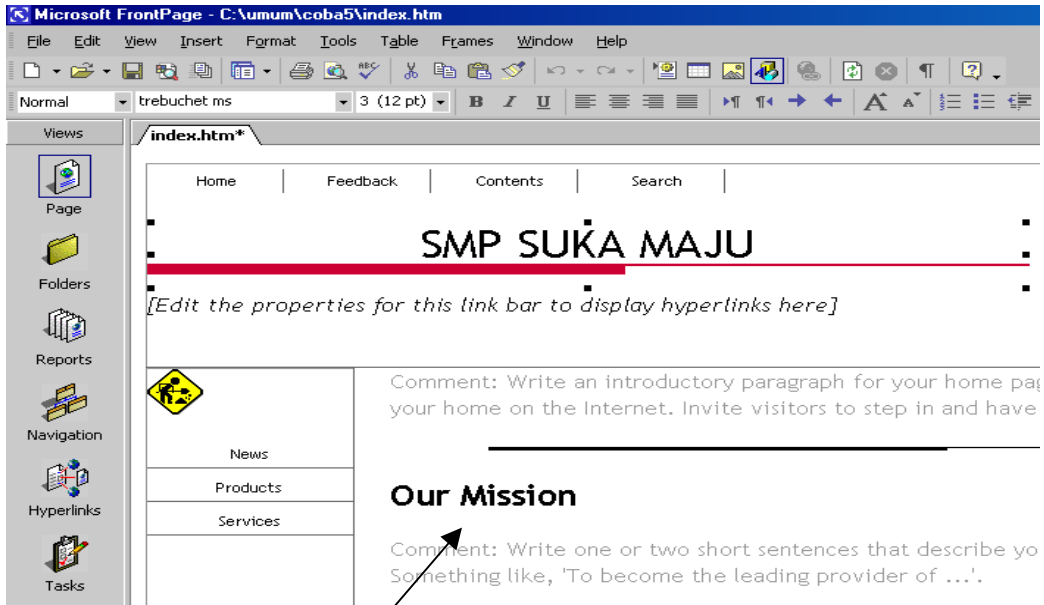 Microsoft FrontPage - C:\umum\coba5\index.htm
File Edit View Insert Format Tools Table Frames Window Help
Normal trebuchet ms 3 (12 pt) B I U
Views
index.htm*
Page
Folders
Reports
Navigation
Hyperlinks
Tasks
Home Feedback Contents Search
SMP SUKA MAJU
[Edit the properties for this link bar to display hyperlinks here]
News
Products
Services
Comment: Write an introductory paragraph for your home
your home on the Internet. Invite visitors to step in and have
Our Mission
Comment: Write one or two short sentences that describe
Something like, 'To become the leading provider of ...'.